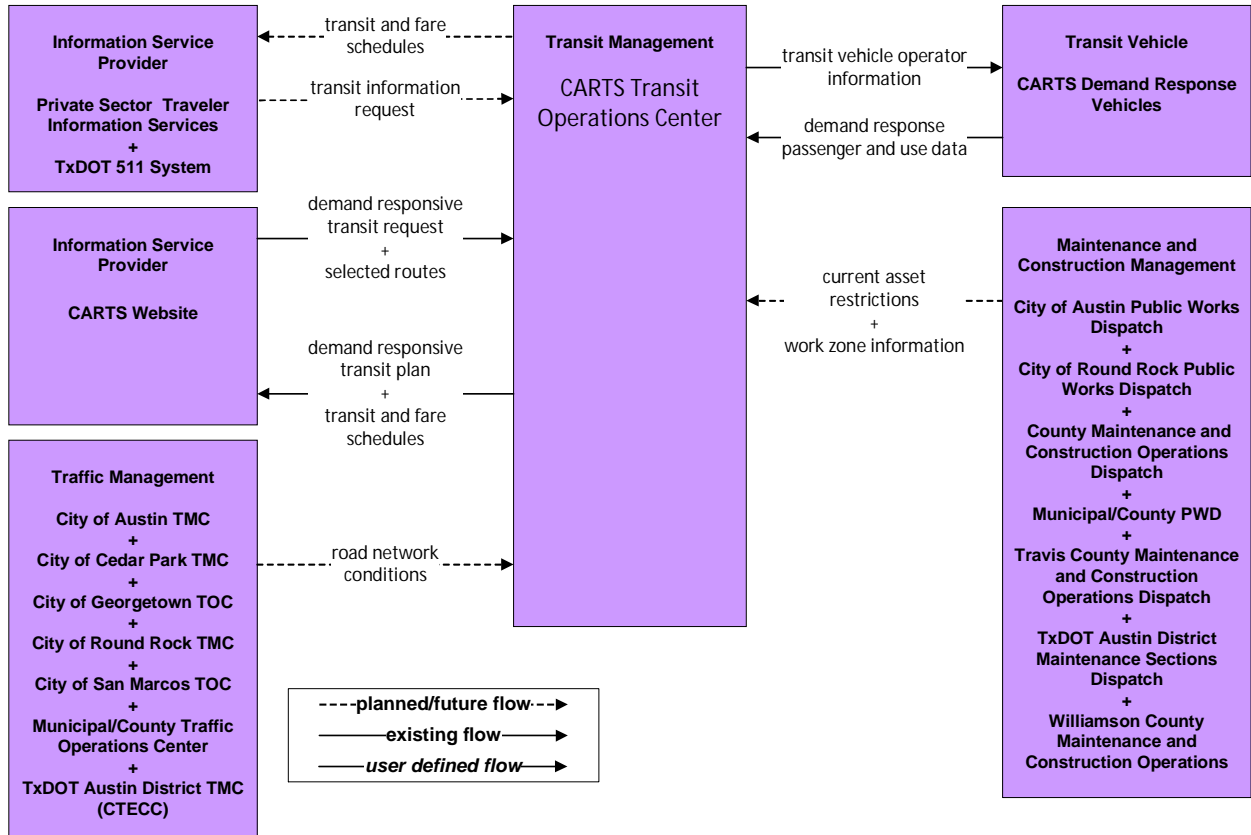 Information Service
Provider
Private Sector Traveler
Information Services
+
TxDOT 511 System
transit and fare
schedules
transit information
request
Transit Management
CARTS Transit
Operations Center
transit vehicle operator
information
demand response
passenger and use data
Transit Vehicle
CARTS Demand Response
Vehicles
Information Service
Provider
CARTS Website
demand responsive
transit request
+
selected routes
demand responsive
transit plan
+
transit and fare
schedules
current asset
restrictions
+
work zone information
Maintenance and
Construction Management
City of Austin Public Works
Dispatch
+
City of Round Rock Public
Works Dispatch
+
County Maintenance and
Construction Operations
Dispatch
+
Municipal/County PWD
+
Travis County Maintenance
and Construction
Operations Dispatch
+
TxDOT Austin District
Maintenance Sections
Dispatch
+
Williamson County
Maintenance and
Construction Operations
Traffic Management
City of Austin TMC
+
City of Cedar Park TMC
+
City of Georgetown TOC
+
City of Round Rock TMC
+
City of San Marcos TOC
+
Municipal/County Traffic
Operations Center
+
TxDOT Austin District TMC
(CTECC)
road network
conditions
planned/future flow
existing flow
user defined flow